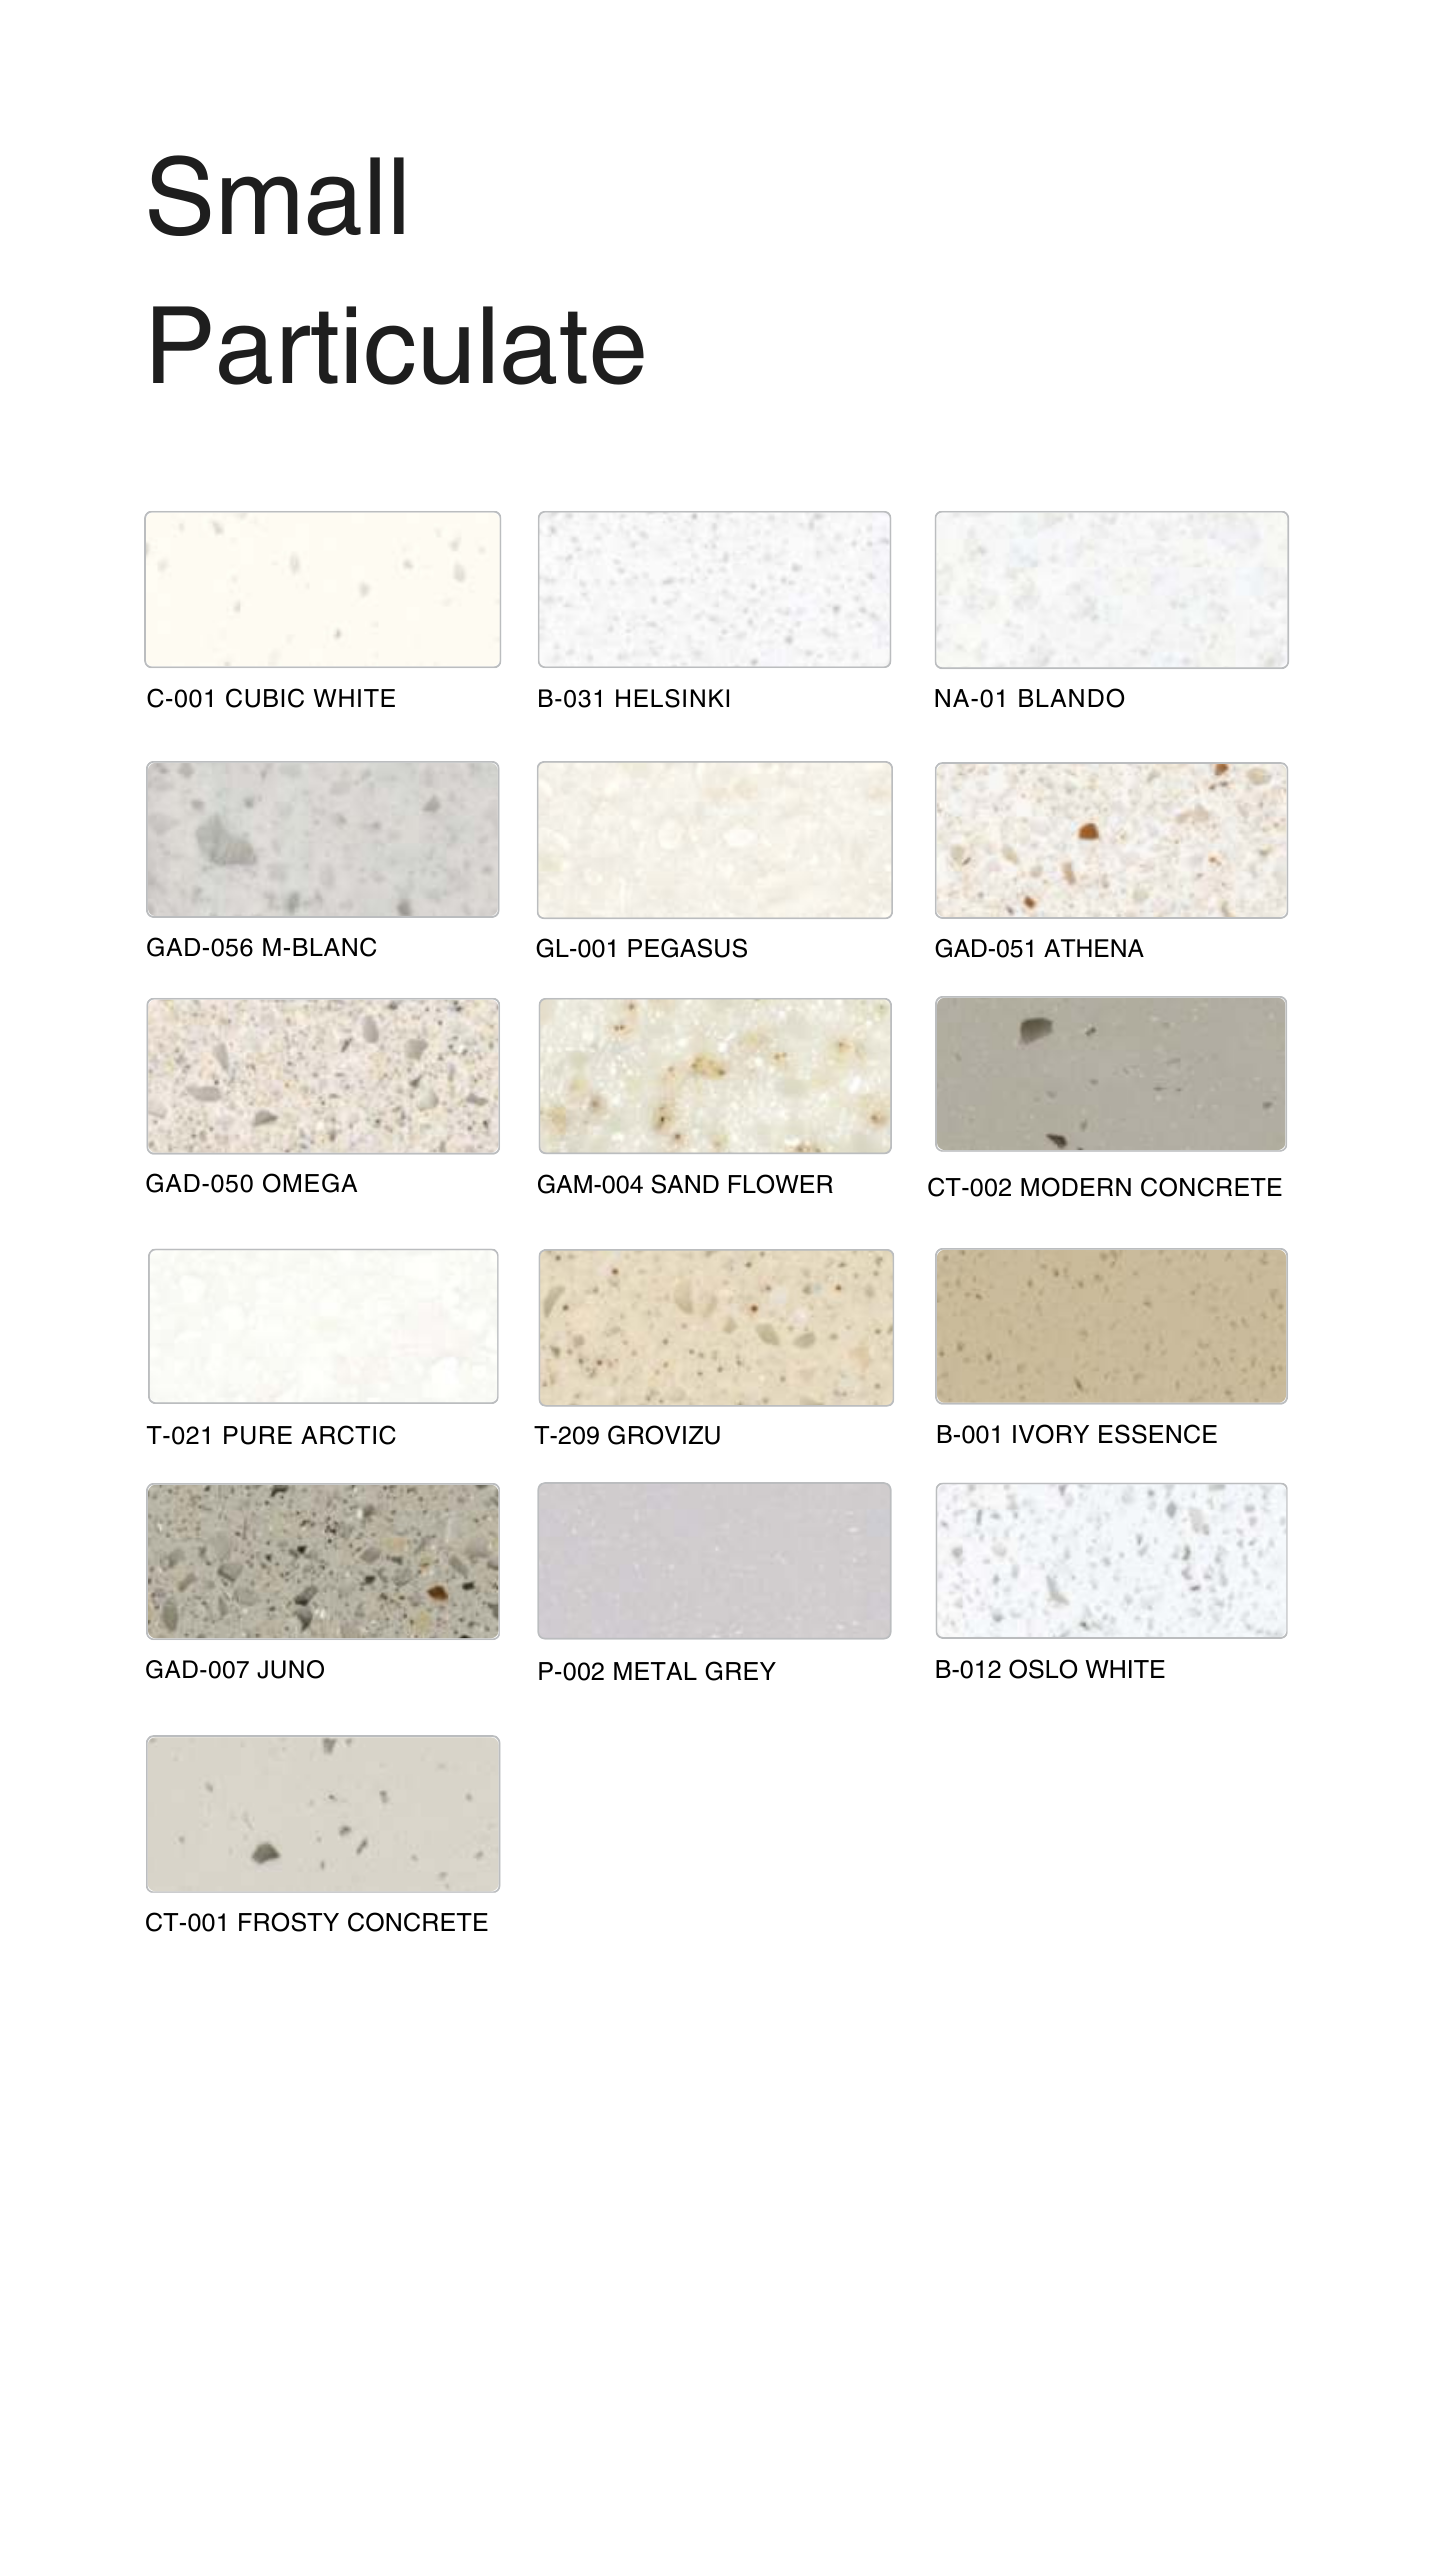 Small
Particulate
C-001 CUBIC WHITE
B-031 HELSINKI
NA-01 BLANDO
GAD-056 M-BLANC
GL-001 PEGASUS
GAD-051 ATHENA
GAD-050 OMEGA
GAM-004 SAND FLOWER
CT-002 MODERN CONCRETE
T-021 PURE ARCTIC
T-209 GROVIZU
B-001 IVORY ESSENCE
GAD-007 JUNO
P-002 METAL GREY
B-012 OSLO WHITE
CT-001 FROSTY CONCRETE